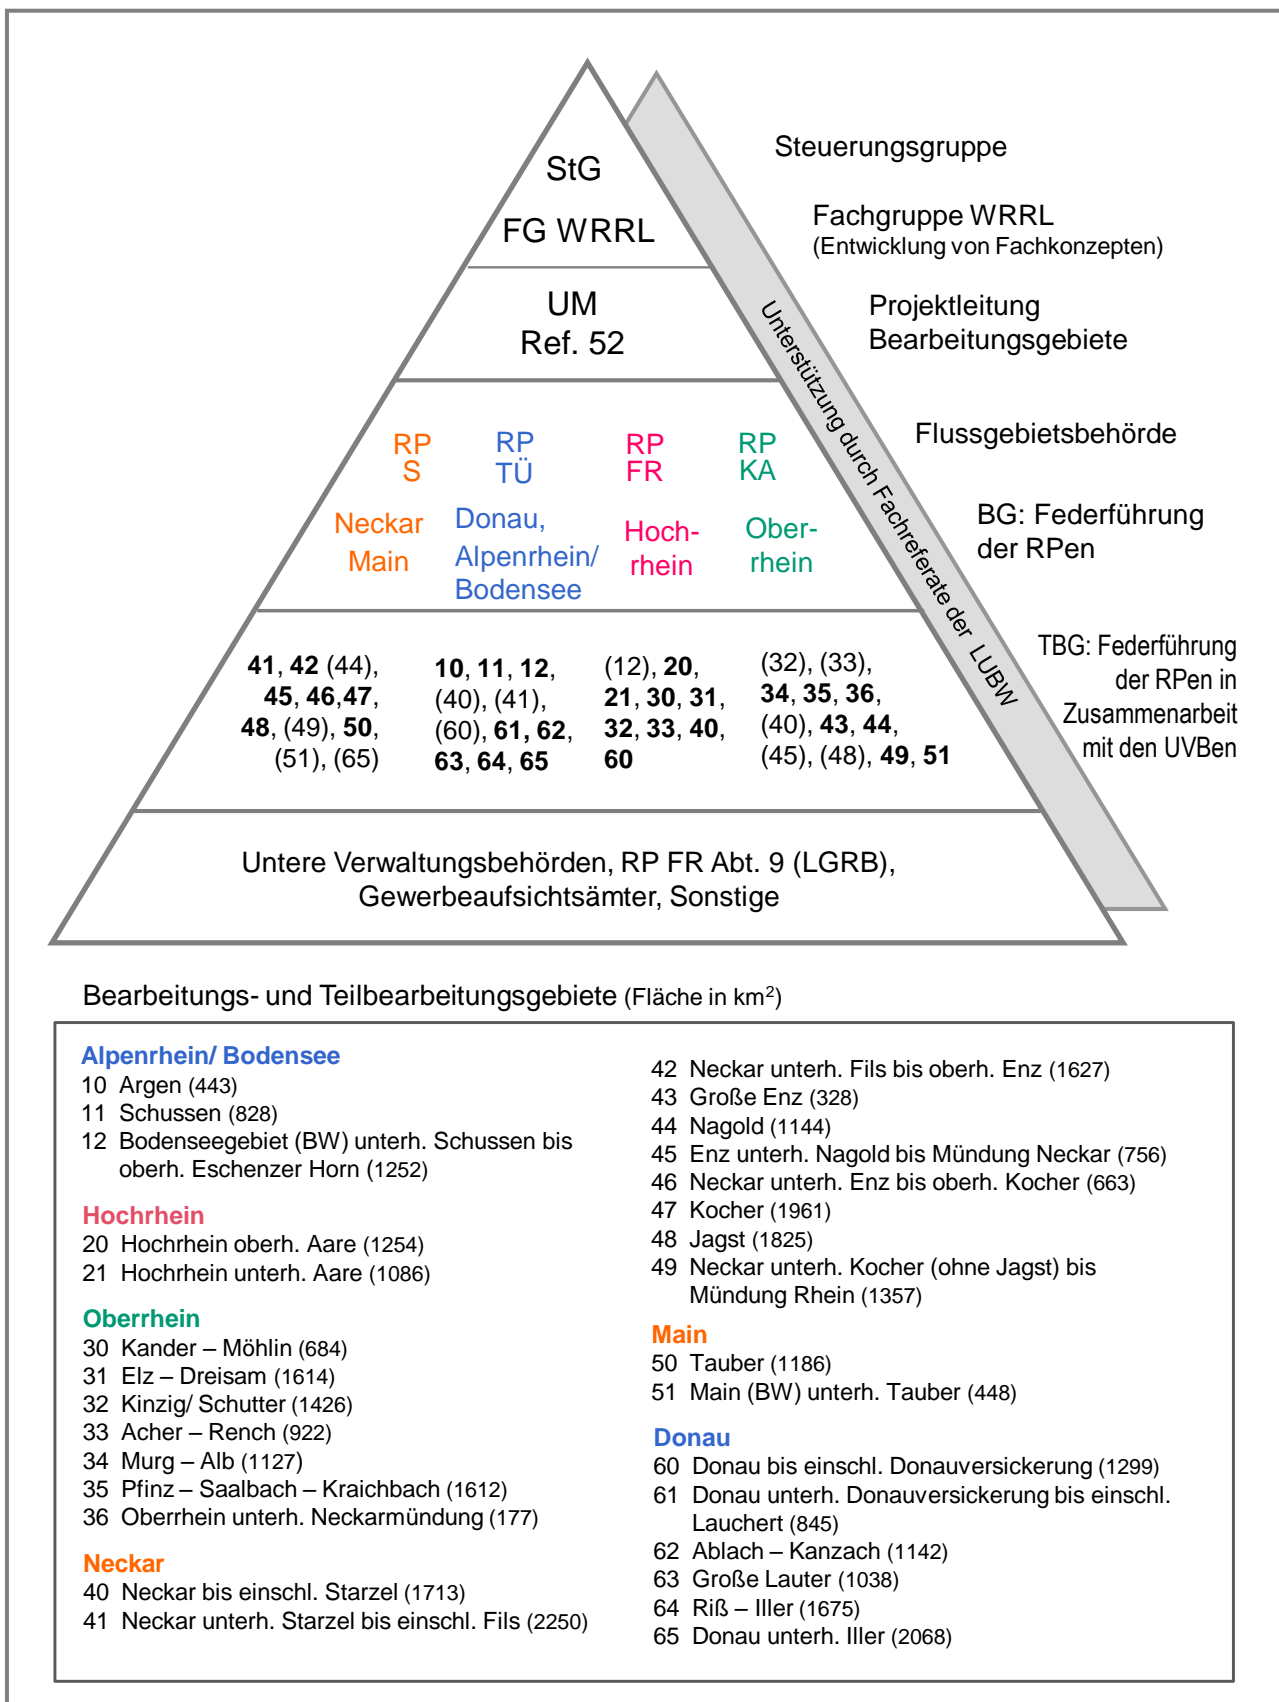 StG
FG WRRL
UM
Ref. 52
Steuerungsgruppe
Fachgruppe WRRL
(Entwicklung von Fachkonzepten)
Projektleitung
Bearbeitungsgebiete
Flussgebietsbehörde
BG: Federführung
der RPen
TBG: Federführung
der RPen in
Zusammenarbeit
mit den UVBen
Unterstützung durch Fachreferate der LUBW
RP
S
Neckar
Main
RP
TÜ
Donau,
Alpenrhein/
Bodensee
RP
FR
Hoch-
rhein
RP
KA
Ober-
rhein
41, 42 (44),
45, 46,47,
48, (49), 50,
(51), (65)
10, 11, 12,
(40), (41),
(60), 61, 62,
63, 64, 65
(12), 20,
21, 30, 31,
32, 33, 40,
60
(32), (33),
34, 35, 36,
(40), 43, 44,
(45), (48), 49, 51
Untere Verwaltungsbehörden, RP FR Abt. 9 (LGRB),
Gewerbeaufsichtsämter, Sonstige
Bearbeitungs- und Teilbearbeitungsgebiete (Fläche in km²)
Alpenrhein/ Bodensee
10 Argen (443)
11 Schussen (828)
12 Bodenseegebiet (BW) unterh. Schussen bis
oberh. Eschenzer Horn (1252)
Hochrhein
20 Hochrhein oberh. Aare (1254)
21 Hochrhein unterh. Aare (1086)
Oberrhein
30 Kander – Möhlin (684)
31 Elz – Dreisam (1614)
32 Kinzig/ Schutter (1426)
33 Acher – Rench (922)
34 Murg – Alb (1127)
35 Pfinz – Saalbach – Kraichbach (1612)
36 Oberrhein unterh. Neckarmündung (177)
Neckar
40 Neckar bis einschl. Starzel (1713)
41 Neckar unterh. Starzel bis einschl. Fils (2250)
42 Neckar unterh. Fils bis oberh. Enz (1627)
43 Große Enz (328)
44 Nagold (1144)
45 Enz unterh. Nagold bis Mündung Neckar (756)
46 Neckar unterh. Enz bis oberh. Kocher (663)
47 Kocher (1961)
48 Jagst (1825)
49 Neckar unterh. Kocher (ohne Jagst) bis
Mündung Rhein (1357)
Main
50 Tauber (1186)
51 Main (BW) unterh. Tauber (448)
Donau
60 Donau bis einschl. Donauversickerung (1299)
61 Donau unterh. Donauversickerung bis einschl.
Lauchert (845)
62 Ablach – Kanzach (1142)
63 Große Lauter (1038)
64 Riß – Iller (1675)
65 Donau unterh. Iller (2068)